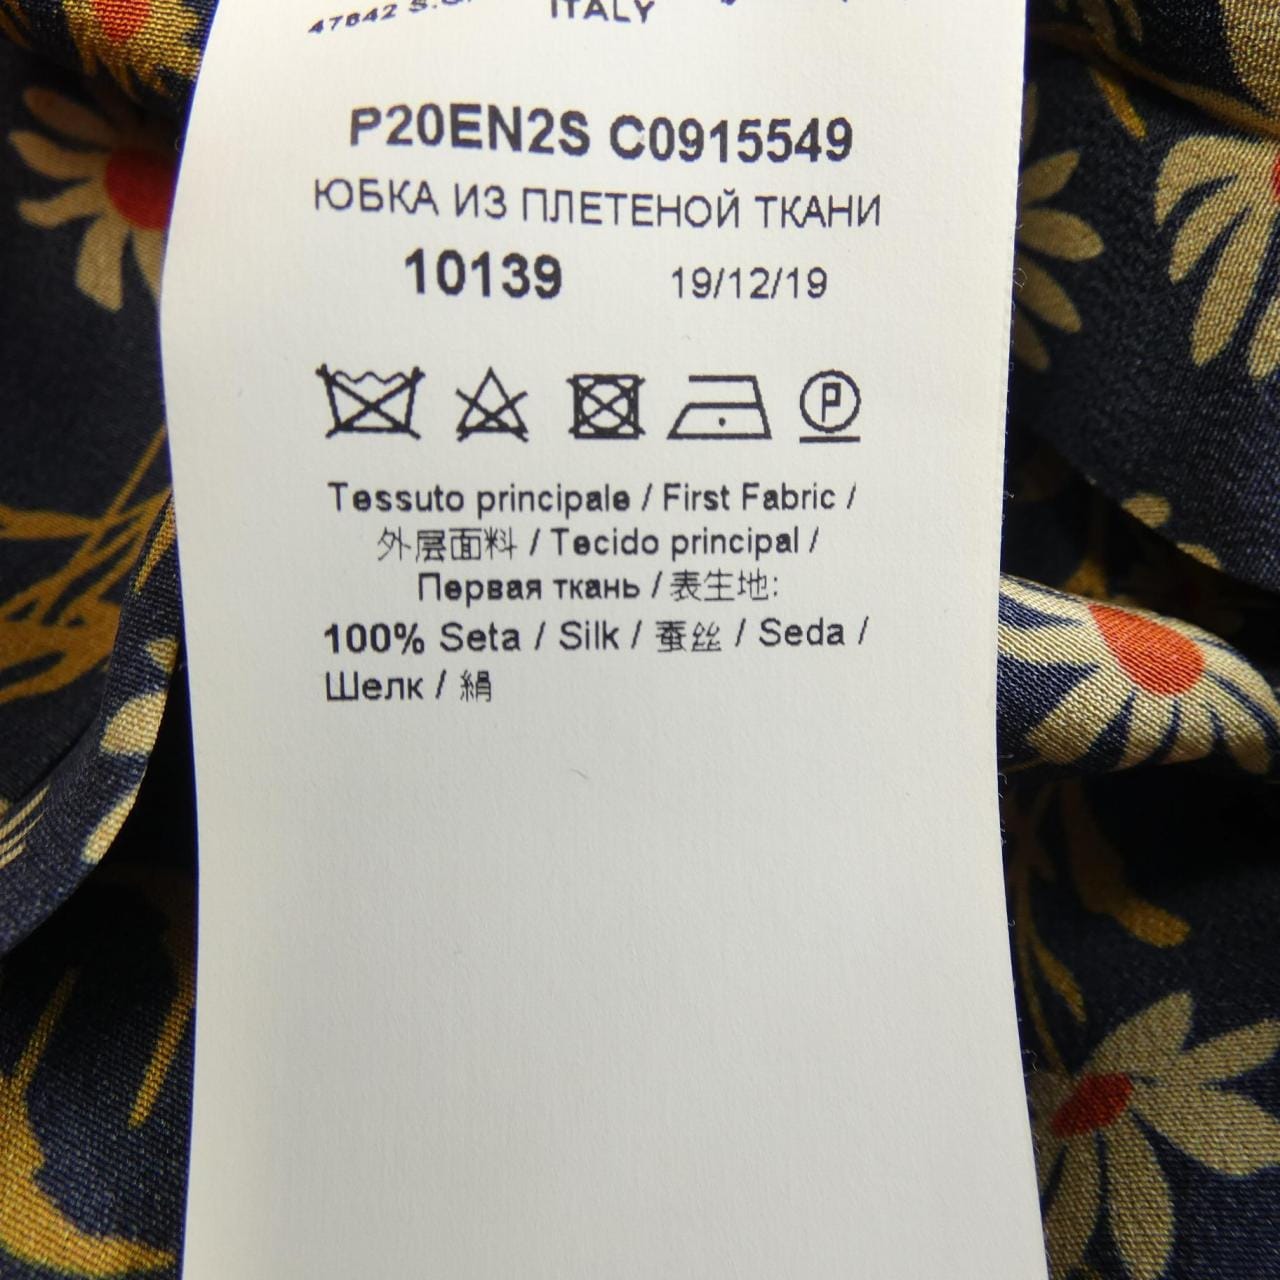 47842 S.G.
ITALY
P20EN2S C0915549
ЮБКА ИЗ ПЛЕТЕНОЙ ТКАНИ
10139 19/12/19
P
Tessuto principale / First Fabric /
外层面料 / Tecido principal /
Первая ткань / 表生地:
100% Seta / Silk / 蚕丝 / Seda /
Шелк / 絹